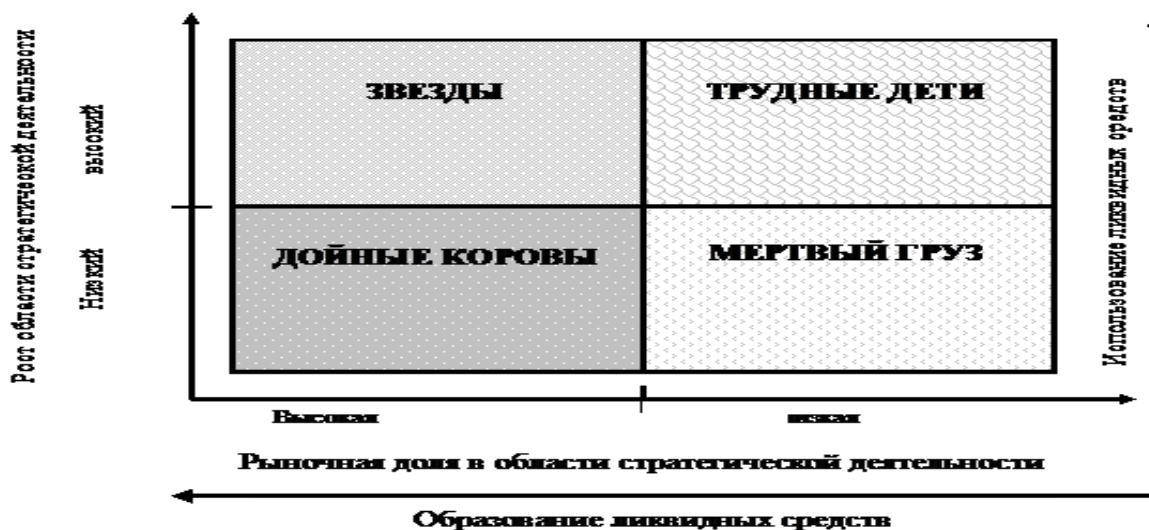 Рост области стратегической деятельности
высокий
Низкий
ЗВЕЗДЫ
ТРУДНЫЕ ДЕТИ
ДОЙНЫЕ КОРОВЫ
МЕРТВЫЙ ГРУЗ
Использование ликвидных средств
Высокая
низкая
Рыночная доля в области стратегической деятельности
Образование ликвидных средств